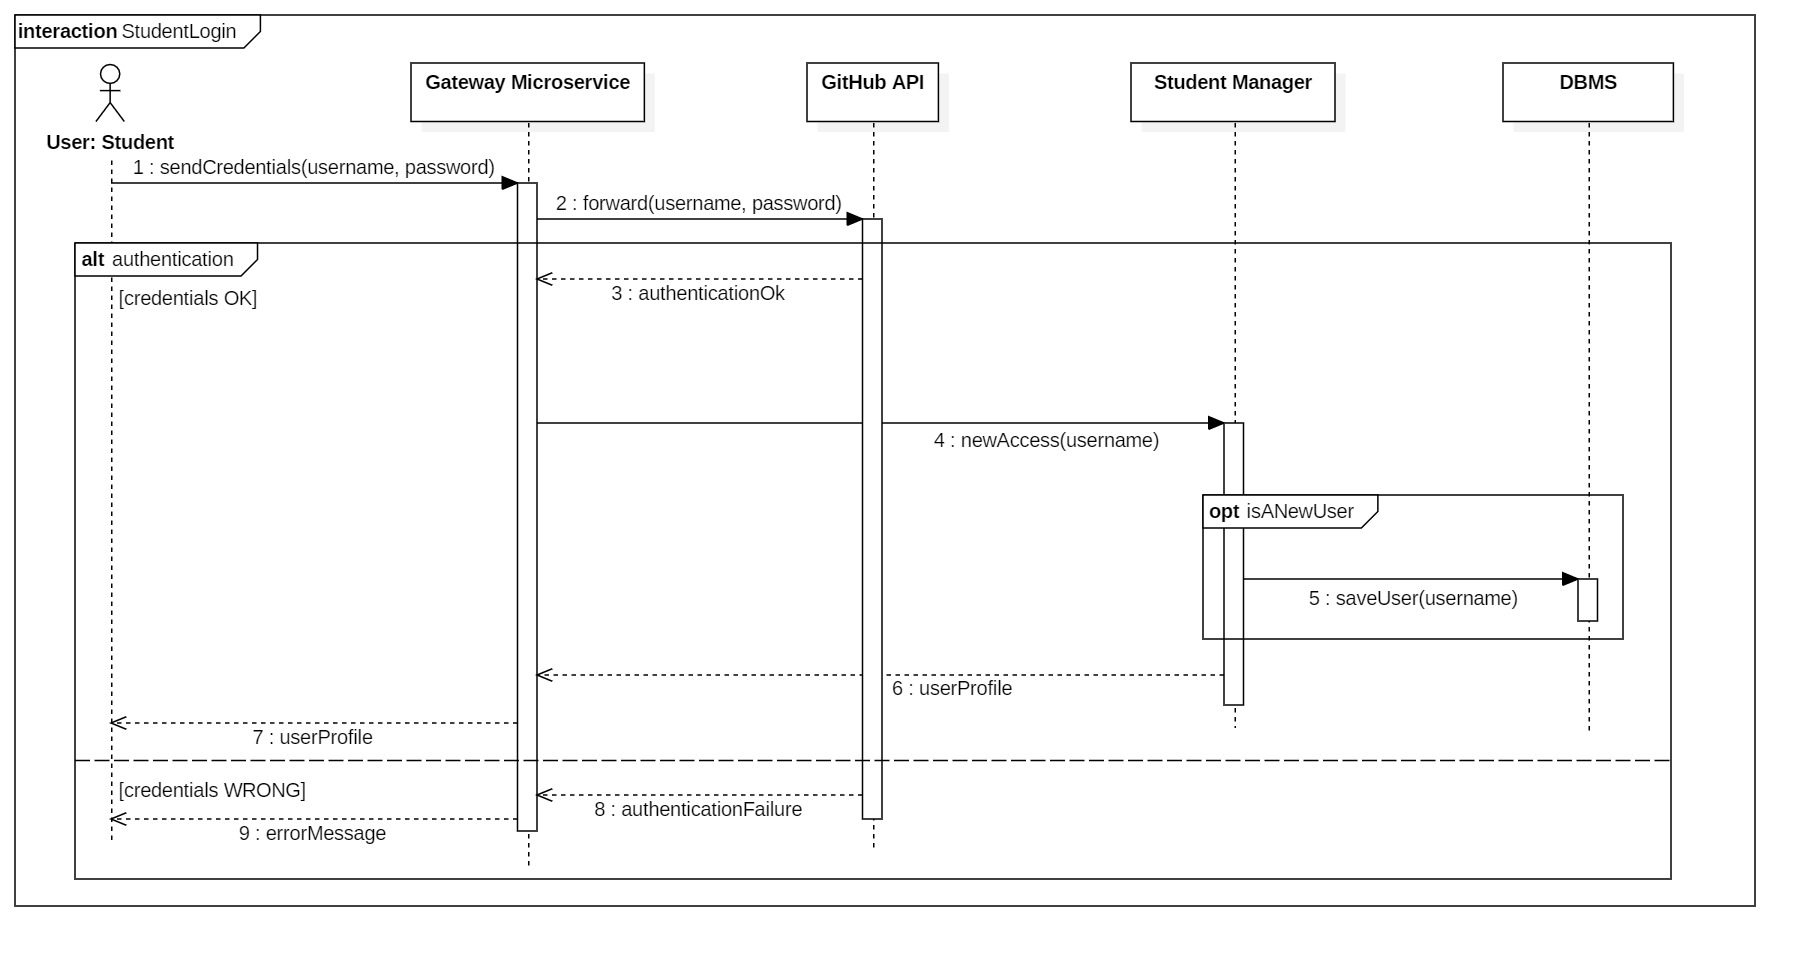 interaction StudentLogin
Gateway Microservice
GitHub API
Student Manager
DBMS
User: Student
1 : sendCredentials(username, password)
2 : forward(username, password)
alt authentication
[credentials OK]
3 : authenticationOk
4 : newAccess(username)
opt isANewUser
5 : saveUser(username)
6 : userProfile
7 : userProfile
[credentials WRONG]
8 : authenticationFailure
9 : errorMessage